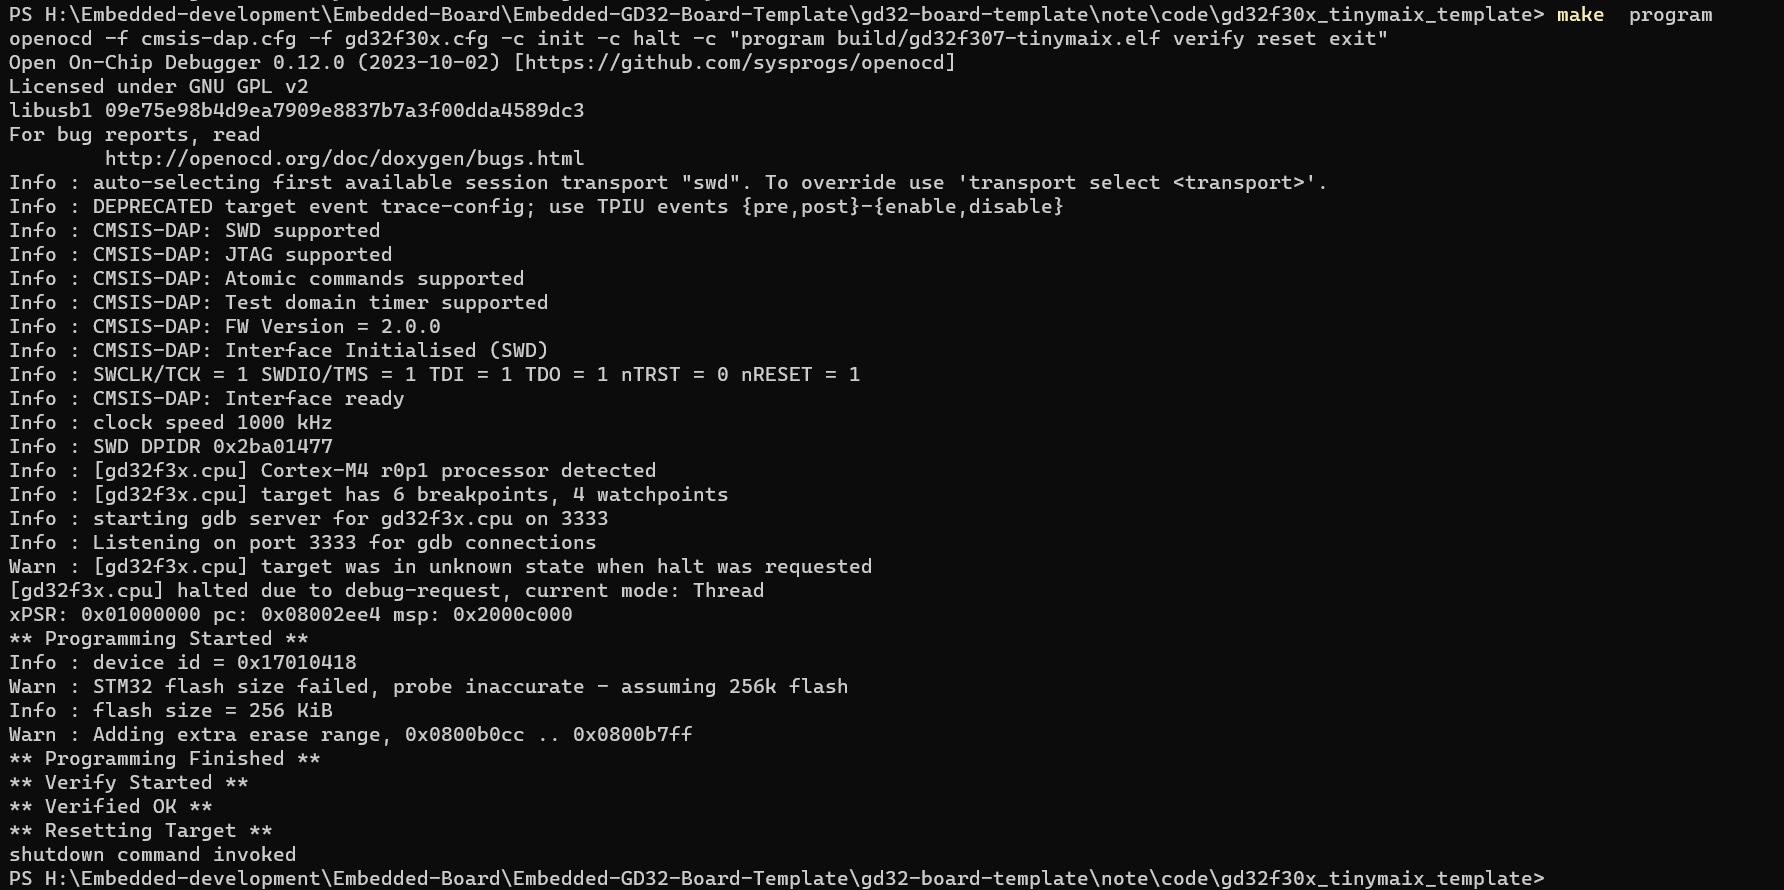 PS H:\Embedded-development\Embedded-Board\Embedded-GD32-Board-Template\gd32-board-template\note\code\gd32f30x_tinymaix_template> make  program
openocd -f cmsis-dap.cfg -f gd32f30x.cfg -c init -c halt -c "program build/gd32f307-tinymaix.elf verify reset exit"
Open On-Chip Debugger 0.12.0 (2023-10-02) [https://github.com/sysprogs/openocd]
Licensed under GNU GPL v2
libusb1 09e75e98b4d9ea7909e8837b7a3f00dda4589dc3
For bug reports, read
        http://openocd.org/doc/doxygen/bugs.html
Info : auto-selecting first available session transport "swd". To override use 'transport select <transport>'.
Info : DEPRECATED target event trace-config; use TPIU events {pre,post}-{enable,disable}
Info : CMSIS-DAP: SWD supported
Info : CMSIS-DAP: JTAG supported
Info : CMSIS-DAP: Atomic commands supported
Info : CMSIS-DAP: Test domain timer supported
Info : CMSIS-DAP: FW Version = 2.0.0
Info : CMSIS-DAP: Interface Initialised (SWD)
Info : SWCLK/TCK = 1 SWDIO/TMS = 1 TDI = 1 TDO = 1 nTRST = 0 nRESET = 1
Info : CMSIS-DAP: Interface ready
Info : clock speed 1000 kHz
Info : SWD DPIDR 0x2ba01477
Info : [gd32f3x.cpu] Cortex-M4 r0p1 processor detected
Info : [gd32f3x.cpu] target has 6 breakpoints, 4 watchpoints
Info : starting gdb server for gd32f3x.cpu on 3333
Info : Listening on port 3333 for gdb connections
Warn : [gd32f3x.cpu] target was in unknown state when halt was requested
[gd32f3x.cpu] halted due to debug-request, current mode: Thread
xPSR: 0x01000000 pc: 0x08002ee4 msp: 0x2000c000
** Programming Started **
Info : device id = 0x17010418
Warn : STM32 flash size failed, probe inaccurate - assuming 256k flash
Info : flash size = 256 KiB
Warn : Adding extra erase range, 0x0800b0cc .. 0x0800b7ff
** Programming Finished **
** Verify Started **
** Verified OK **
** Resetting Target **
shutdown command invoked
PS H:\Embedded-development\Embedded-Board\Embedded-GD32-Board-Template\gd32-board-template\note\code\gd32f30x_tinymaix_template>